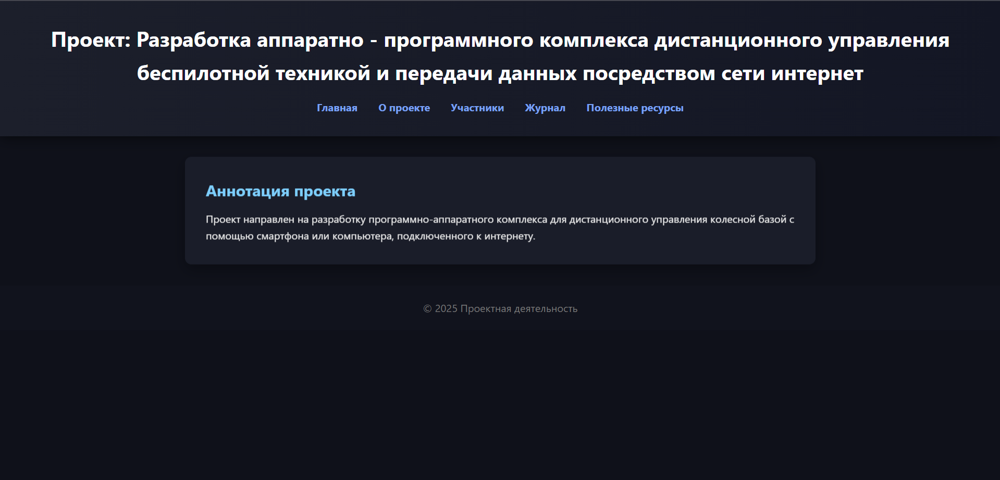 Проект: Разработка аппаратно - программного комплекса дистанционного управления
беспилотной техникой и передачи данных посредством сети интернет
Главная О проекте Участники Журнал Полезные ресурсы
Аннотация проекта
Проект направлен на разработку программно-аппаратного комплекса для дистанционного управления колесной базой с
помощью смартфона или компьютера, подключенного к интернету.
© 2025 Проектная деятельность